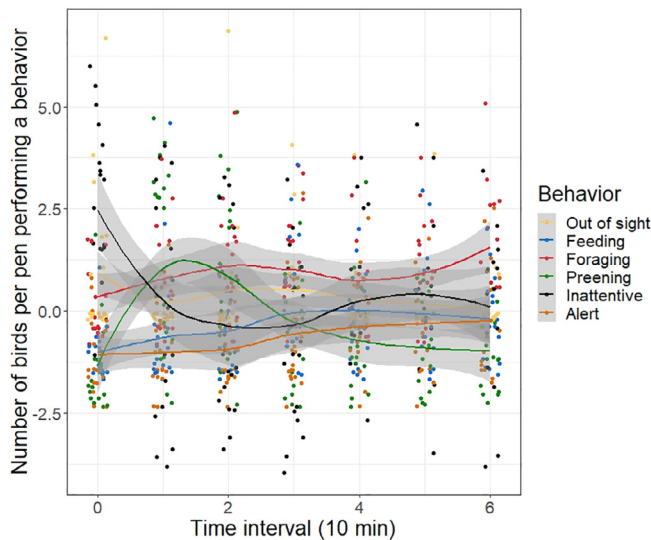 Number of birds per pen performing a behavior
5.0
2.5
0.0
-2.5
0
2
4
6
Time interval (10 min)
Behavior
Out of sight
Feeding
Foraging
Preening
Inattentive
Alert